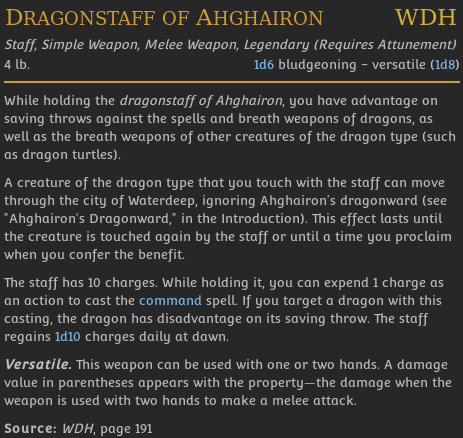 Dragonstaff of Ahghairon WDH
Staff, Simple Weapon, Melee Weapon, Legendary (Requires Attunement)
4 lb. 1d6 bludgeoning - versatile (1d8)
While holding the dragonstaff of Ahghairon, you have advantage on
saving throws against the spells and breath weapons of dragons, as
well as the breath weapons of other creatures of the dragon type (such
as dragon turtles).
A creature of the dragon type that you touch with the staff can move
through the city of Waterdeep, ignoring Ahghairon's dragonward (see
"Ahghairon's Dragonward," in the Introduction). This effect lasts until
the creature is touched again by the staff or until a time you proclaim
when you confer the benefit.
The staff has 10 charges. While holding it, you can expend 1 charge as
an action to cast the command spell. If you target a dragon with this
casting, the dragon has disadvantage on its saving throw. The staff
regains 1d10 charges daily at dawn.
Versatile. This weapon can be used with one or two hands. A damage
value in parentheses appears with the property—the damage when the
weapon is used with two hands to make a melee attack.
Source: WDH, page 191